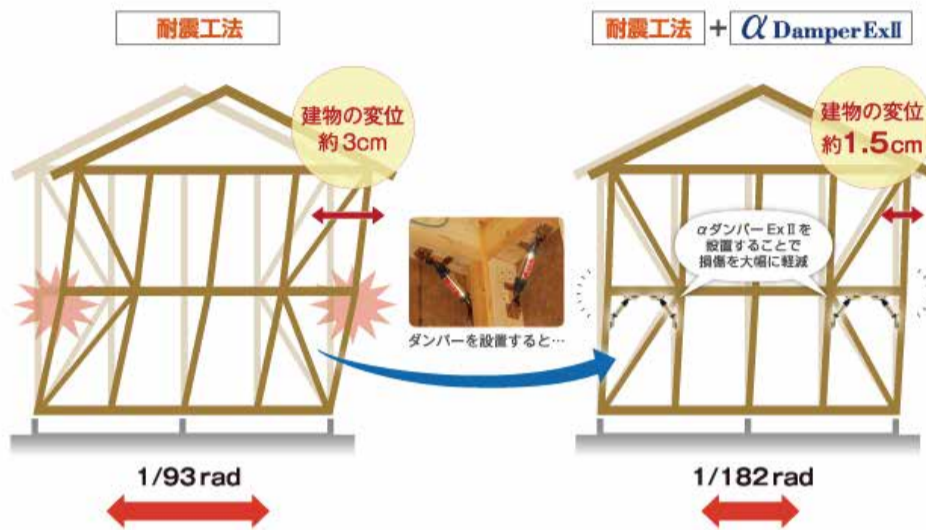 耐震工法
耐震工法 + α DamperExⅡ
建物の変位
約3cm
建物の変位
約1.5cm
αダンパー ExⅡを
設置することで
損傷を大幅に軽減
ダンパーを設置すると…
1/93rad
1/182rad